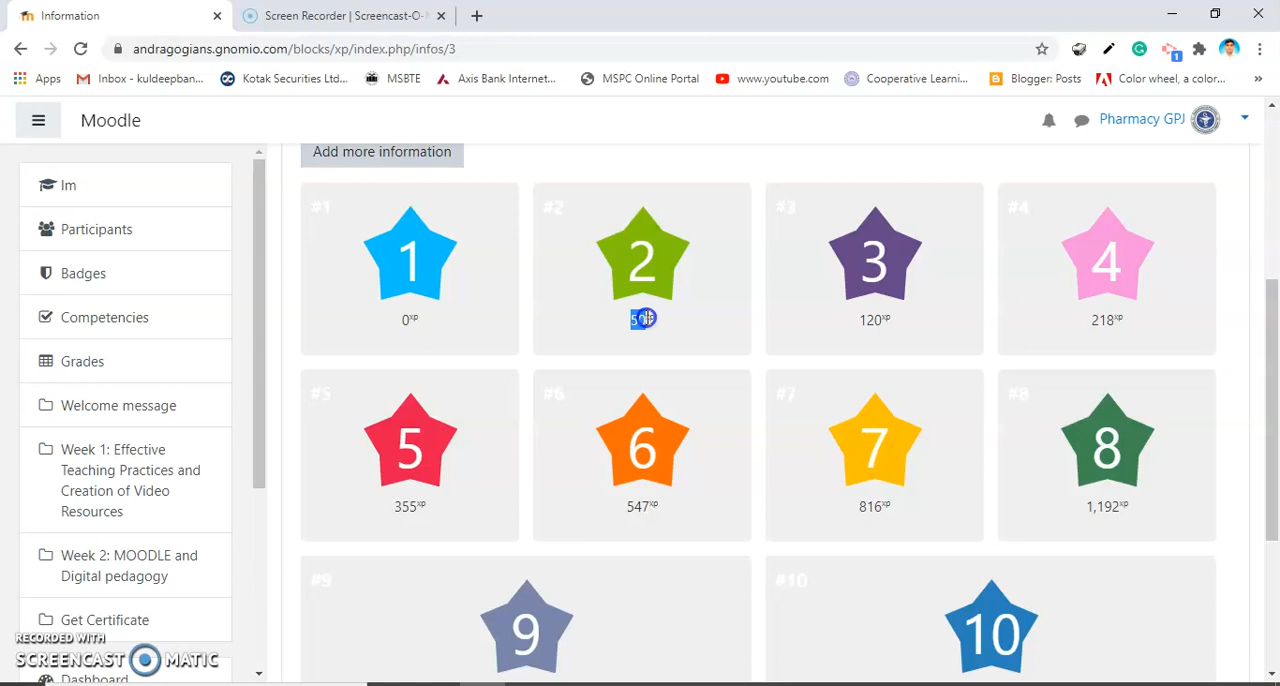 Information
Screen Recorder | Screencast-O-
andragogians.gnomio.com/blocks/xp/index.php/infos/3
1
Apps
Inbox - kuldeepban...
Kotak Securities Ltd...
MSBTE
Axis Bank Internet...
MSPC Online Portal
www.youtube.com
Cooperative Learni...
Blogger: Posts
Color wheel, a color...
»
Moodle
Pharmacy GPJ
Im
Participants
Badges
Competencies
Grades
Welcome message
Week 1: Effective
Teaching Practices and
Creation of Video
Resources
Week 2: MOODLE and
Digital pedagogy
Get Certificate
Dashboard
Add more information
#1
1
0xp
#2
2
#3
3
120xp
#4
4
218xp
#5
5
355xp
#6
6
547xp
#7
7
816xp
#8
8
1,192xp
#9
9
#10
10
RECORDED WITH
SCREENCAST MATIC